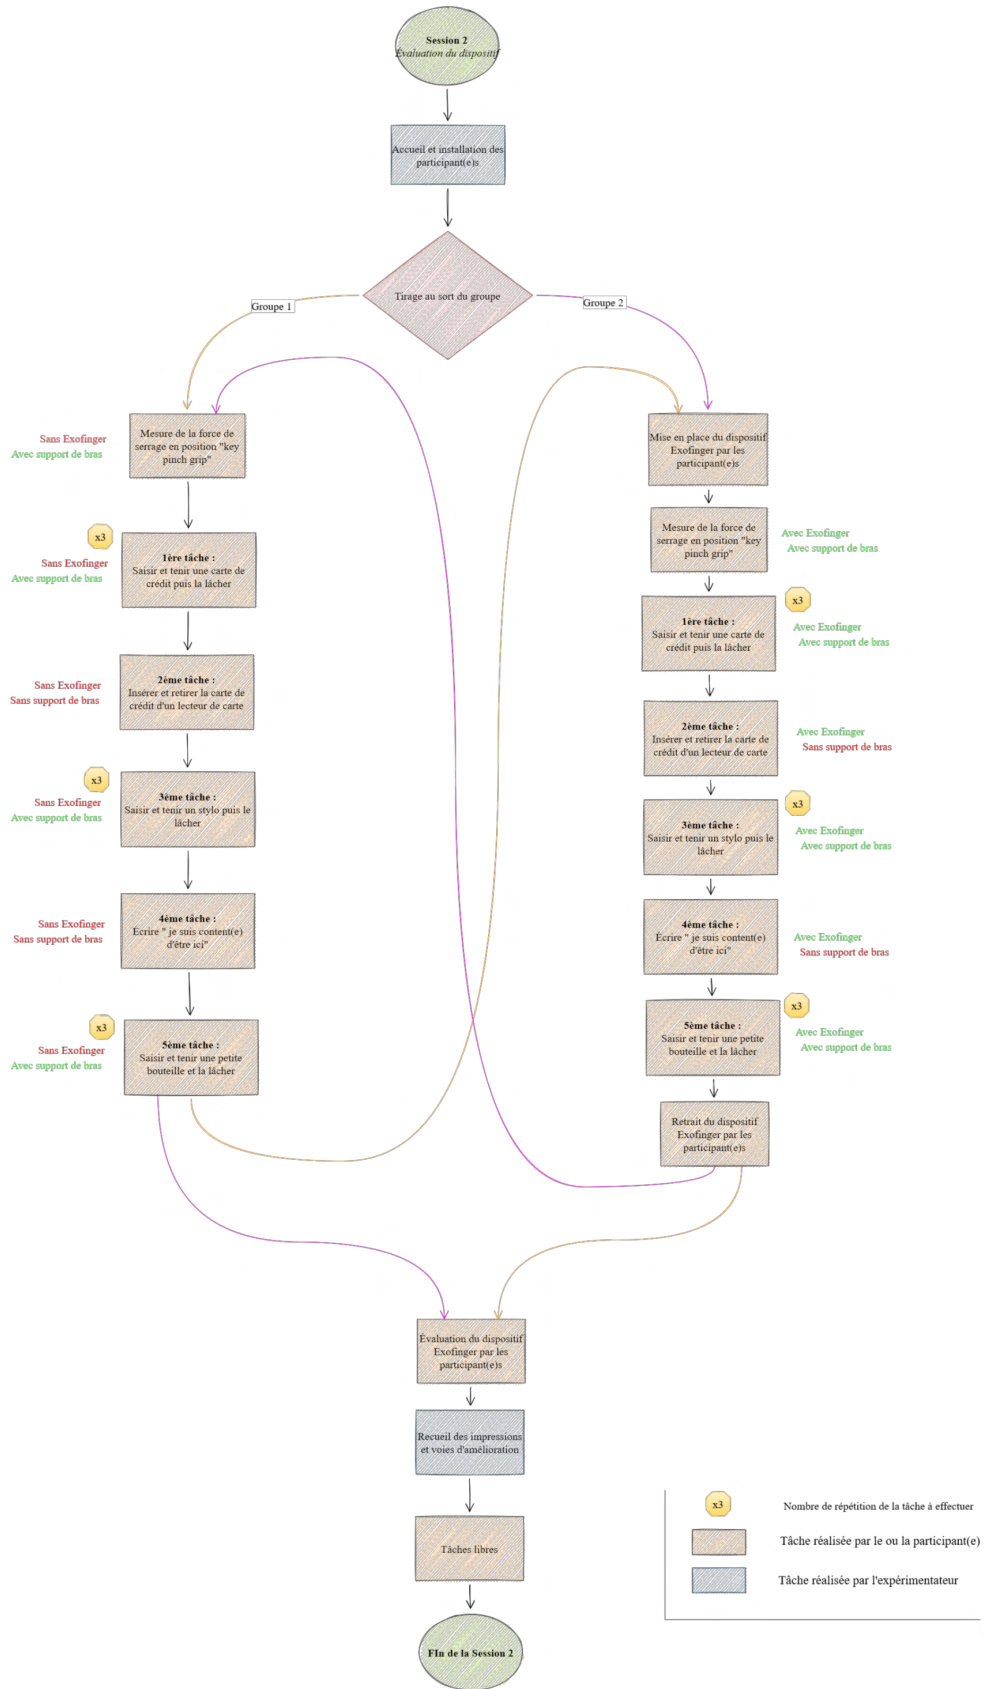 Session 2
Évaluation du dispositif
Accueil et installation des
participant(e)s
Tirage au sort du groupe
Groupe 1
Groupe 2
Sans Exofinger
Avec support de bras
Mesure de la force de
serrage en position "key
pinch grip"
x3
Sans Exofinger
Avec support de bras
1ère tâche :
Saisir et tenir une carte de
crédit puis la lâcher
Sans Exofinger
Sans support de bras
2ème tâche :
Insérer et retirer la carte de
crédit d'un lecteur de carte
x3
Sans Exofinger
Avec support de bras
3ème tâche :
Saisir et tenir un stylo puis le
lâcher
Sans Exofinger
Sans support de bras
4ème tâche :
Écrire " je suis content(e)
d'être ici"
x3
Sans Exofinger
Avec support de bras
5ème tâche :
Saisir et tenir une petite
bouteille et la lâcher
Mise en place du dispositif
Exofinger par les
participant(e)s
Mesure de la force de
serrage en position "key
pinch grip"
Avec Exofinger
Avec support de bras
1ère tâche :
Saisir et tenir une carte de
crédit puis la lâcher
x3
Avec Exofinger
Avec support de bras
2ème tâche :
Insérer et retirer la carte de
crédit d'un lecteur de carte
Avec Exofinger
Sans support de bras
3ème tâche :
Saisir et tenir un stylo puis le
lâcher
x3
Avec Exofinger
Avec support de bras
4ème tâche :
Écrire " je suis content(e)
d'être ici"
Avec Exofinger
Sans support de bras
5ème tâche :
Saisir et tenir une petite
bouteille et la lâcher
x3
Avec Exofinger
Avec support de bras
Retrait du dispositif
Exofinger par les
participant(e)s
Évaluation du dispositif
Exofinger par les
participant(e)s
Recueil des impressions
et voies d'amélioration
Tâches libres
FIn de la Session 2
x3
Nombre de répétition de la tâche à effectuer
Tâche réalisée par le ou la participant(e)
Tâche réalisée par l'expérimentateur